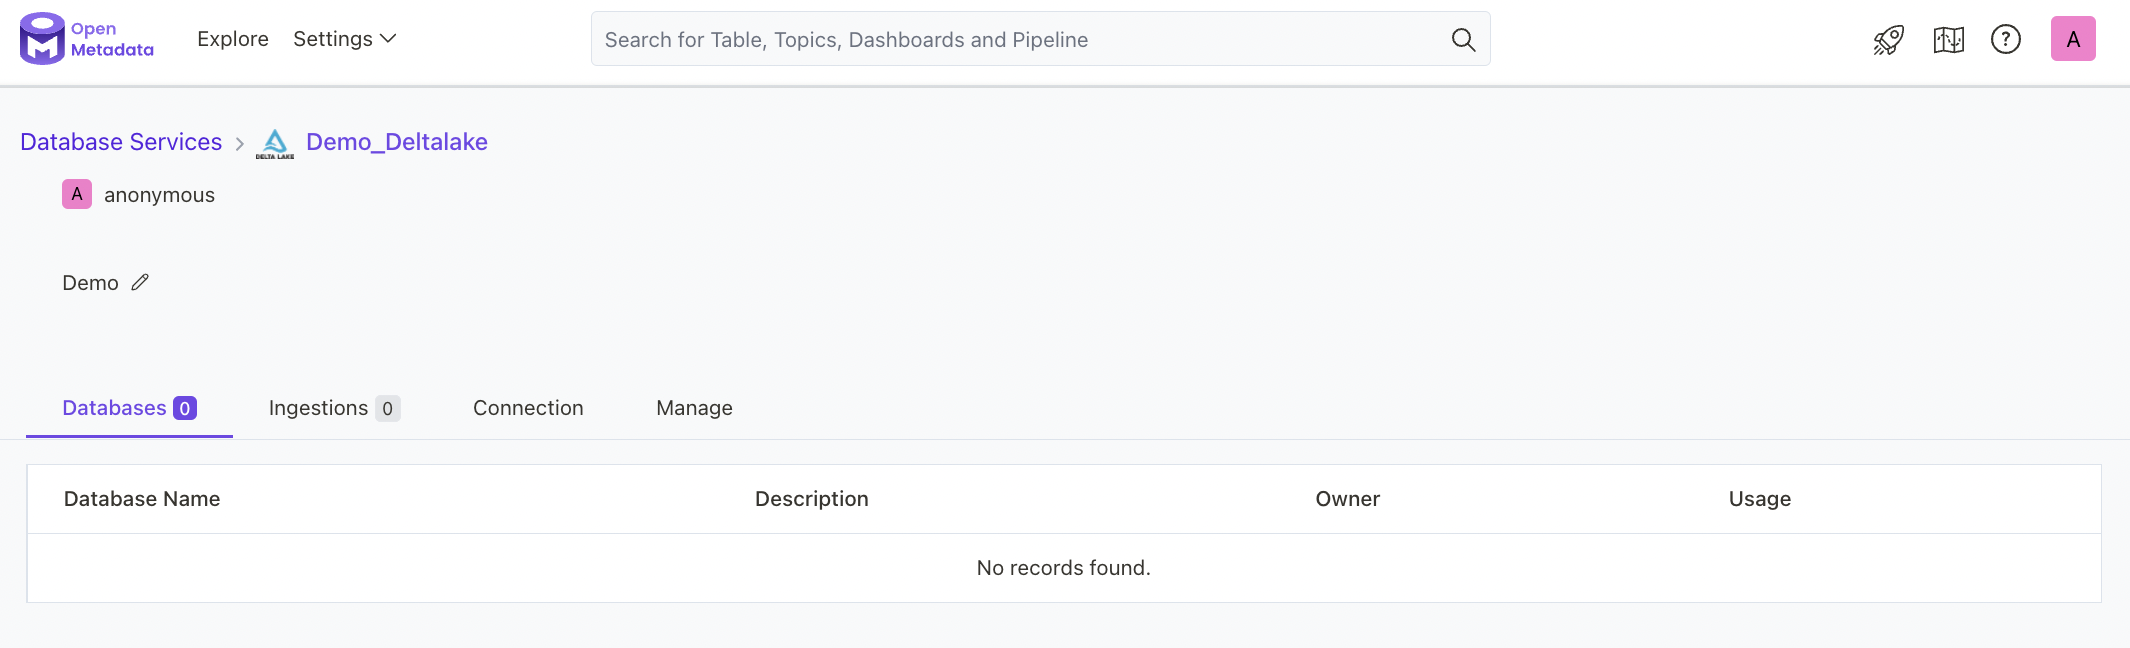 Open
Metadata
Explore Settings
Search for Table, Topics, Dashboards and Pipeline
?
A
Database Services > DELTA LAKE Demo_Deltalake
A anonymous
Demo
Databases 0 Ingestions 0 Connection Manage
Database Name Description Owner Usage
No records found.